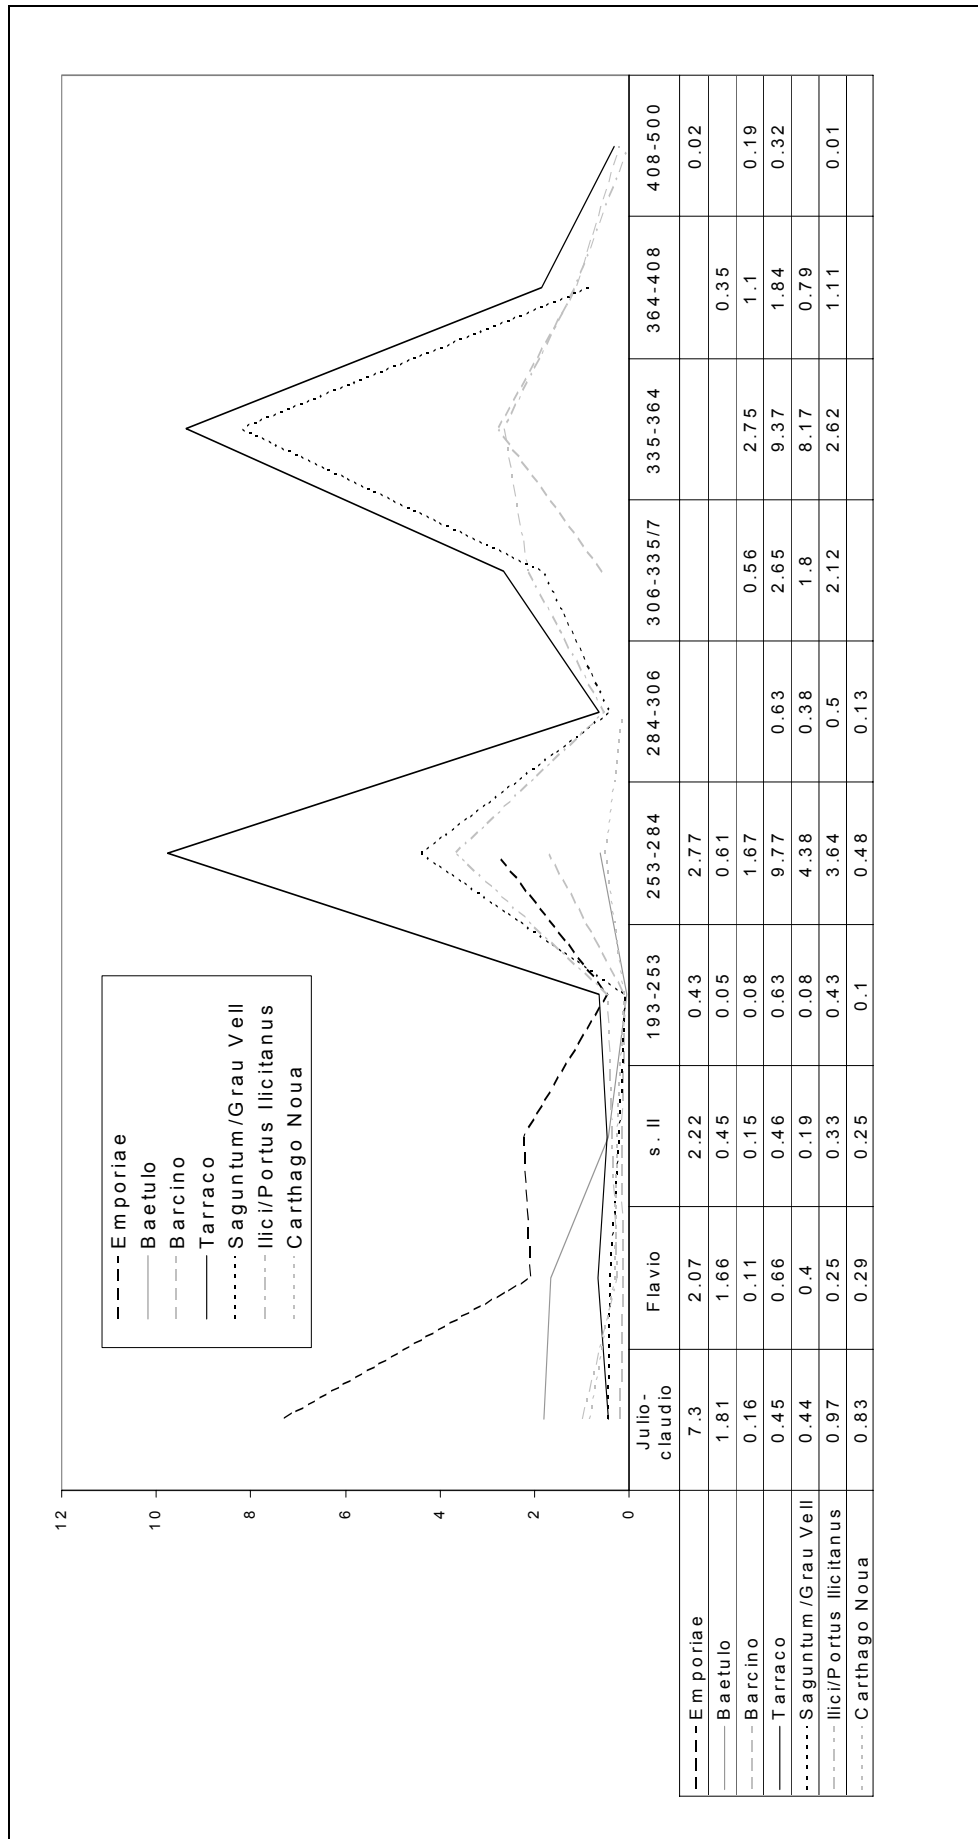 12
10
8
6
4
2
0
Emporiae
Baetulo
Barcino
Tarraco
Saguntum/Grau Vell
Ilici/Portus Ilicitanus
Carthago Noua
Julio-
claudio
Flavio
s. II
193-253
253-284
284-306
306-335/7
335-364
364-408
408-500
Emporiae 7.3 2.07 2.22 0.43 2.77 0.02
Baetulo 1.81 1.66 0.45 0.05 0.61 0.35
Barcino 0.16 0.11 0.15 0.08 1.67 0.56 2.75 1.1 0.19
Tarraco 0.45 0.66 0.46 0.63 9.77 0.63 2.65 9.37 1.84 0.32
Saguntum/Grau Vell 0.44 0.4 0.19 0.08 4.38 0.38 1.8 8.17 0.79
Ilici/Portus Ilicitanus 0.97 0.25 0.33 0.43 3.64 0.5 2.12 2.62 1.11 0.01
Carthago Noua 0.83 0.29 0.25 0.1 0.48 0.13